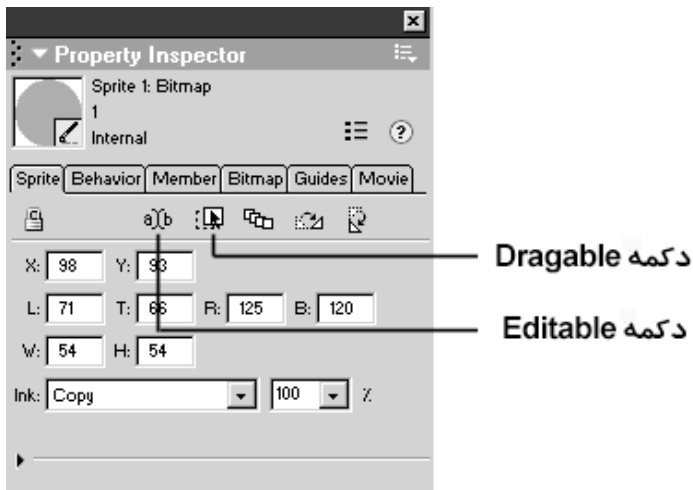 Property Inspector
Sprite 1: Bitmap
1
Internal
Sprite Behavior Member Bitmap Guides Movie
a b
X: 98 Y: 93
دکمه Dragable
L: 71 T: 66 R: 125 B: 120
دکمه Editable
W: 54 H: 54
Ink: Copy 100 %